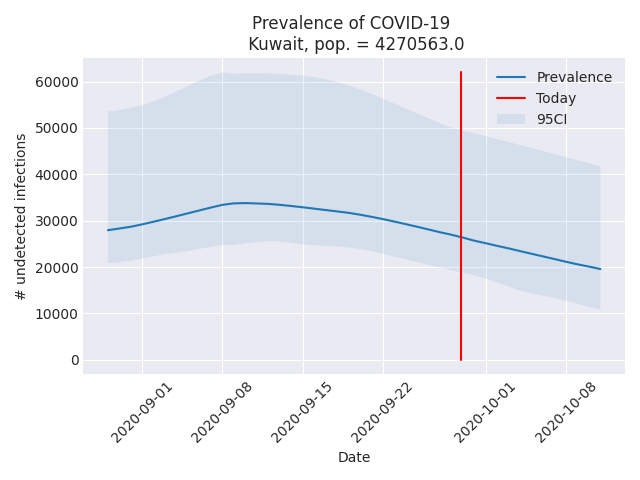 Prevalence of COVID-19
Kuwait, pop. = 4270563.0
Prevalence
Today
95CI
# undetected infections
60000
50000
40000
30000
20000
10000
0
2020-09-01
2020-09-08
2020-09-15
2020-09-22
2020-10-01
2020-10-08
Date